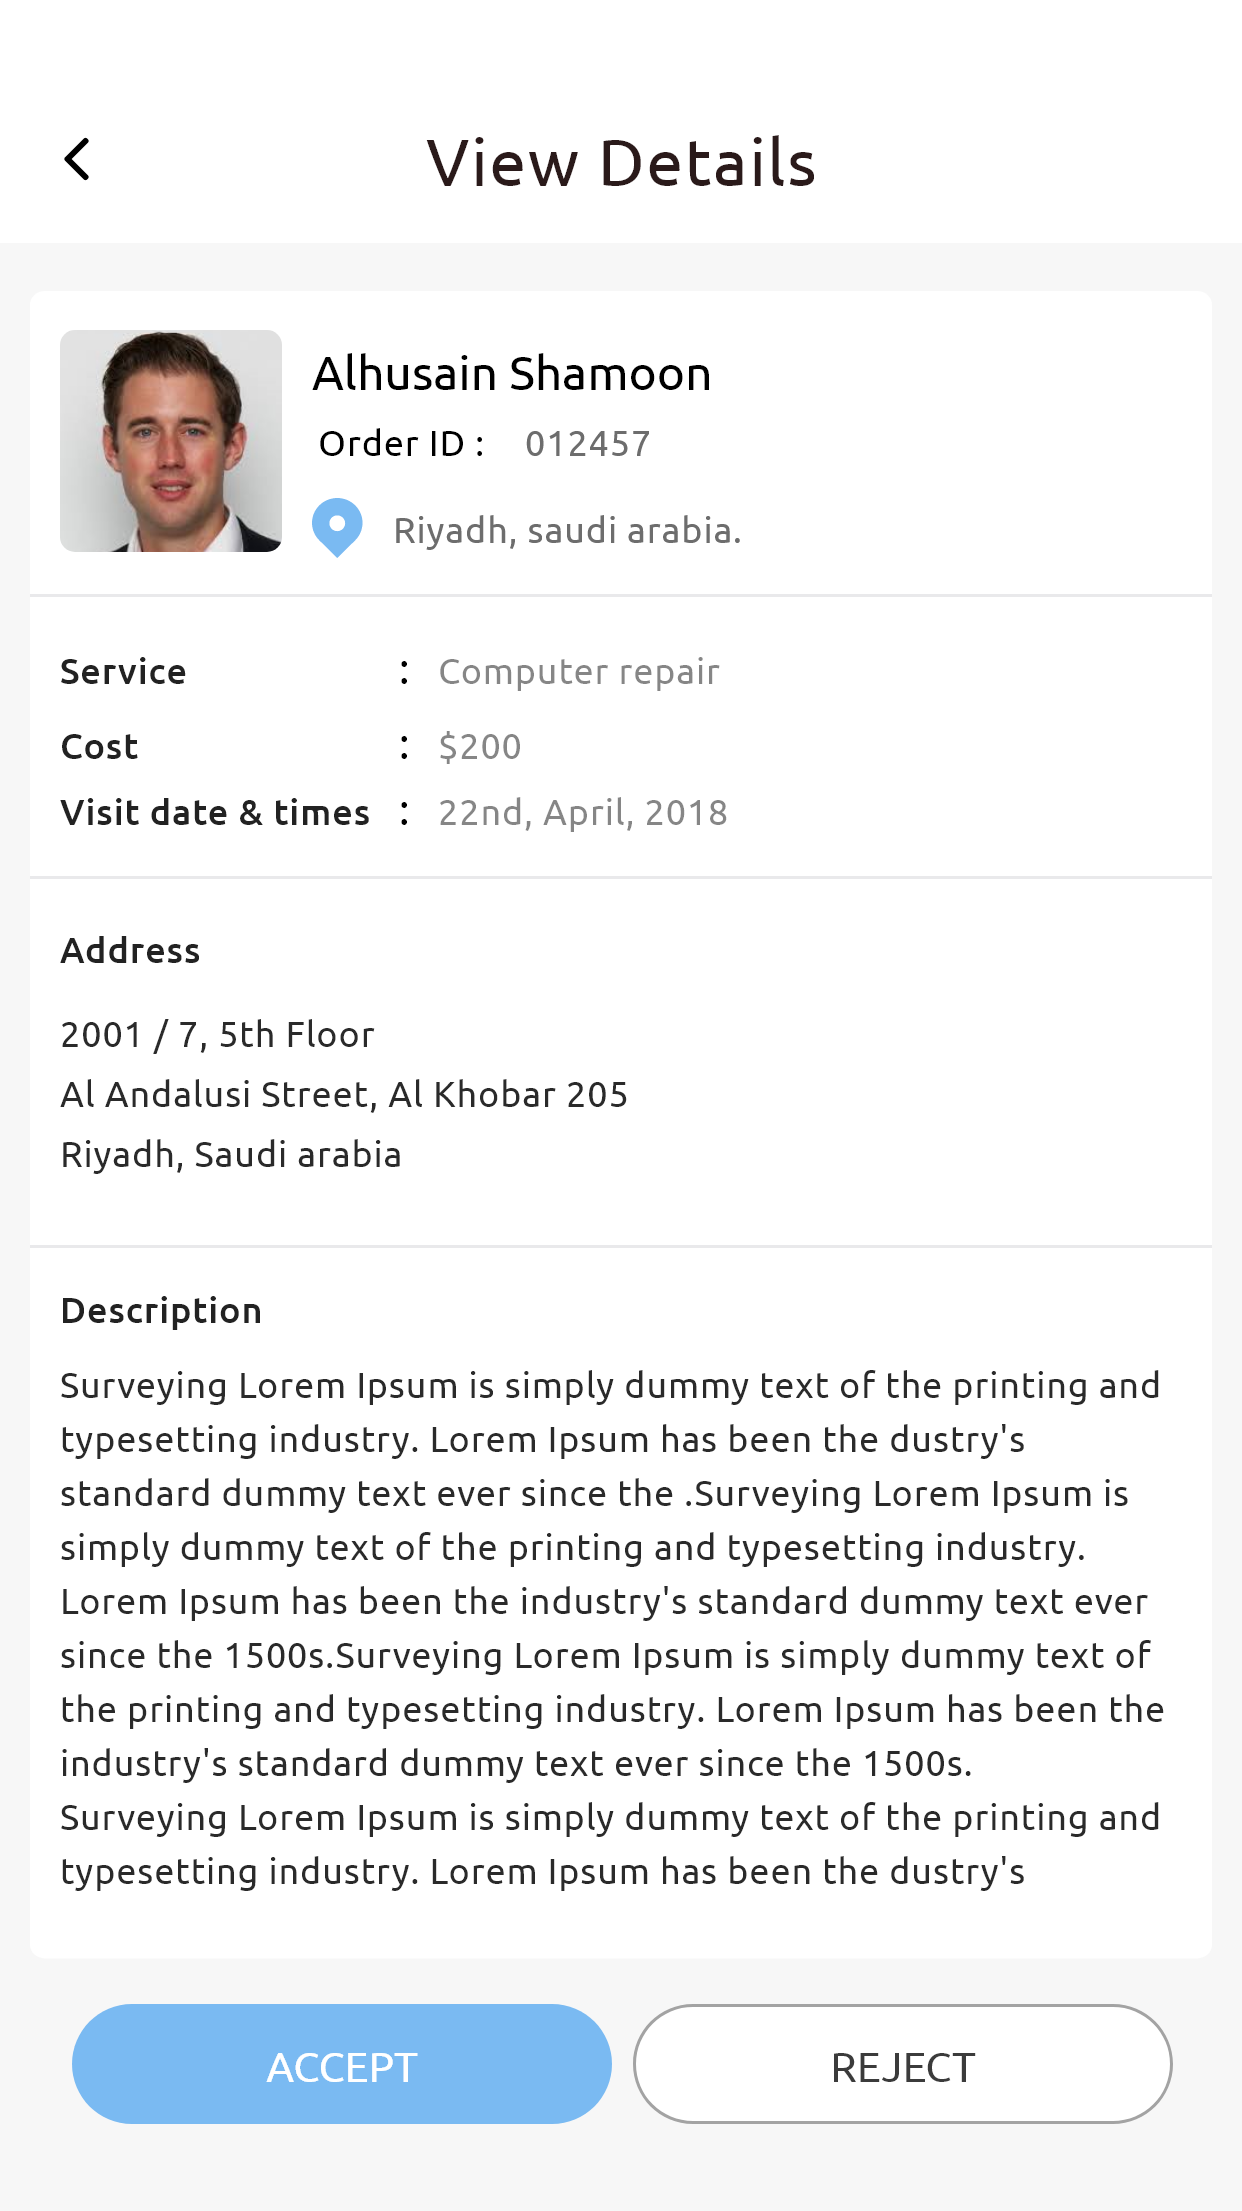 View Details
Alhusain Shamoon
Order ID : 012457
Riyadh, saudi arabia.
Service : Computer repair
Cost : $200
Visit date & times : 22nd, April, 2018
Address
2001 / 7, 5th Floor
Al Andalusi Street, Al Khobar 205
Riyadh, Saudi arabia
Description
Surveying Lorem Ipsum is simply dummy text of the printing and
typesetting industry. Lorem Ipsum has been the dustry's
standard dummy text ever since the .Surveying Lorem Ipsum is
simply dummy text of the printing and typesetting industry.
Lorem Ipsum has been the industry's standard dummy text ever
since the 1500s.Surveying Lorem Ipsum is simply dummy text of
the printing and typesetting industry. Lorem Ipsum has been the
industry's standard dummy text ever since the 1500s.
Surveying Lorem Ipsum is simply dummy text of the printing and
typesetting industry. Lorem Ipsum has been the dustry's
ACCEPT REJECT